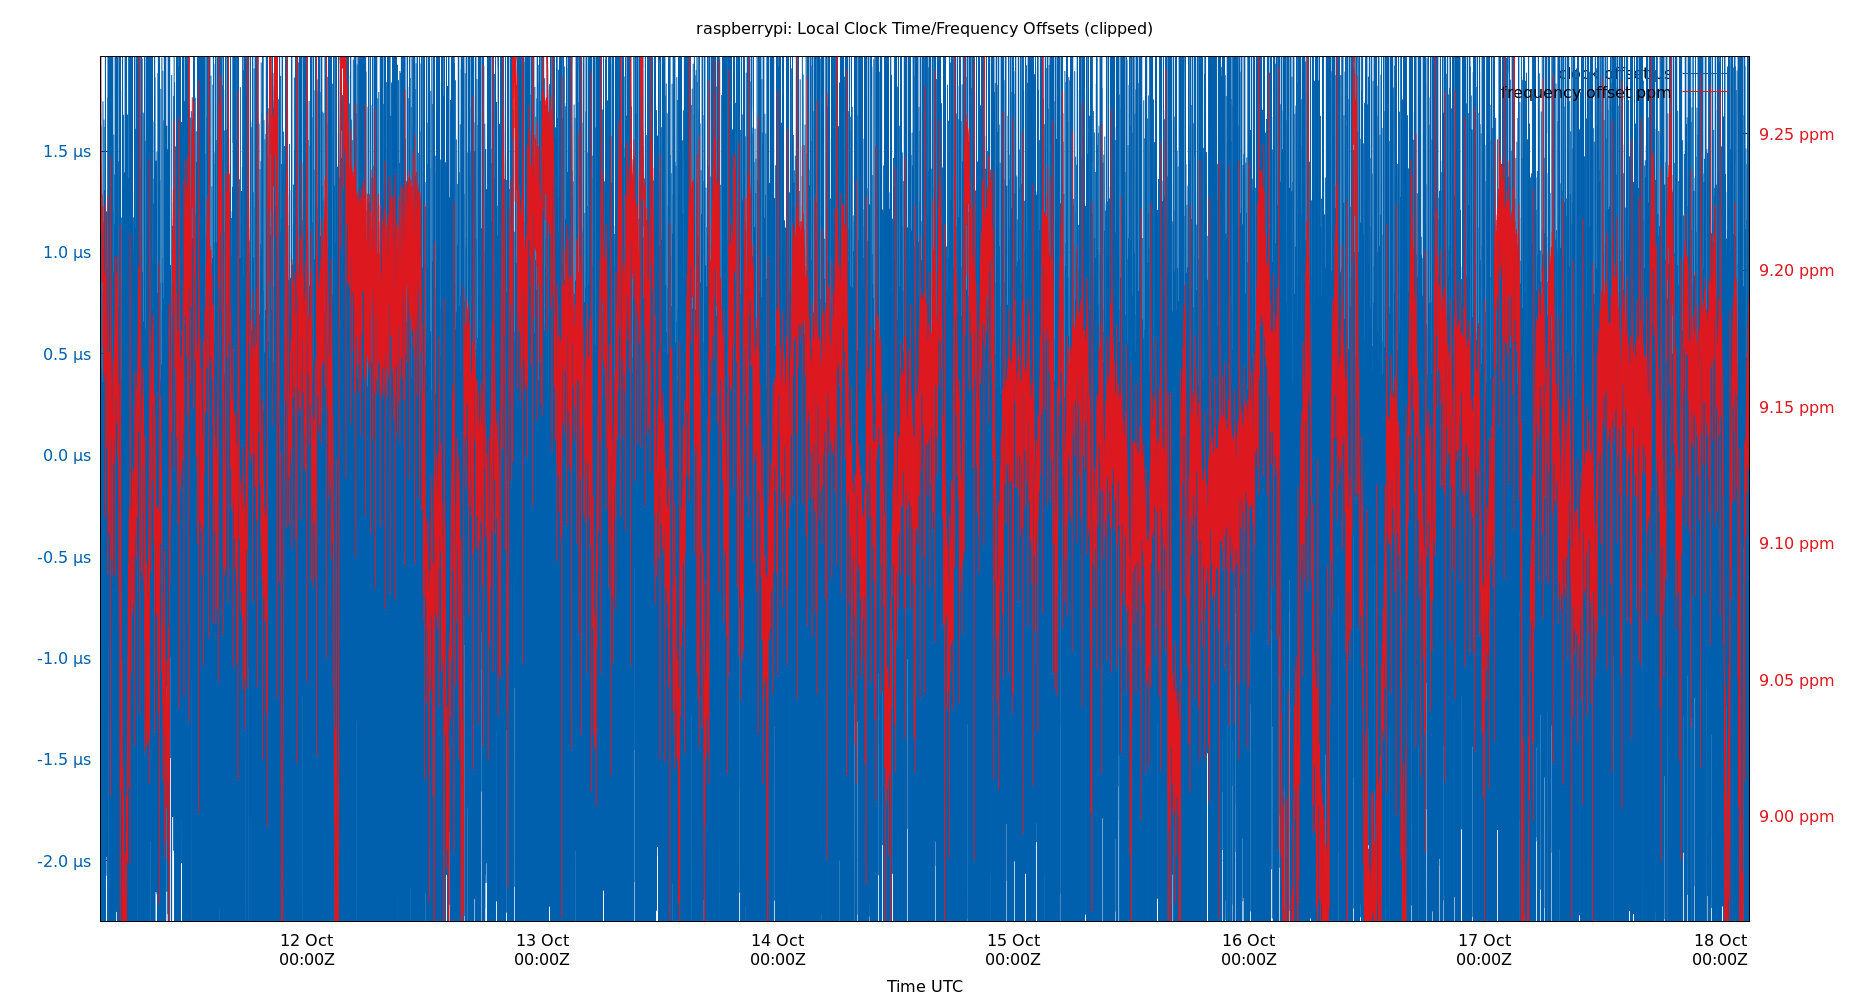 raspberrypi: Local Clock Time/Frequency Offsets (clipped)
clock offset µs
frequency offset ppm
1.5 µs
1.0 µs
0.5 µs
0.0 µs
-0.5 µs
-1.0 µs
-1.5 µs
-2.0 µs
9.25 ppm
9.20 ppm
9.15 ppm
9.10 ppm
9.05 ppm
9.00 ppm
12 Oct
00:00Z
13 Oct
00:00Z
14 Oct
00:00Z
15 Oct
00:00Z
16 Oct
00:00Z
17 Oct
00:00Z
18 Oct
00:00Z
Time UTC